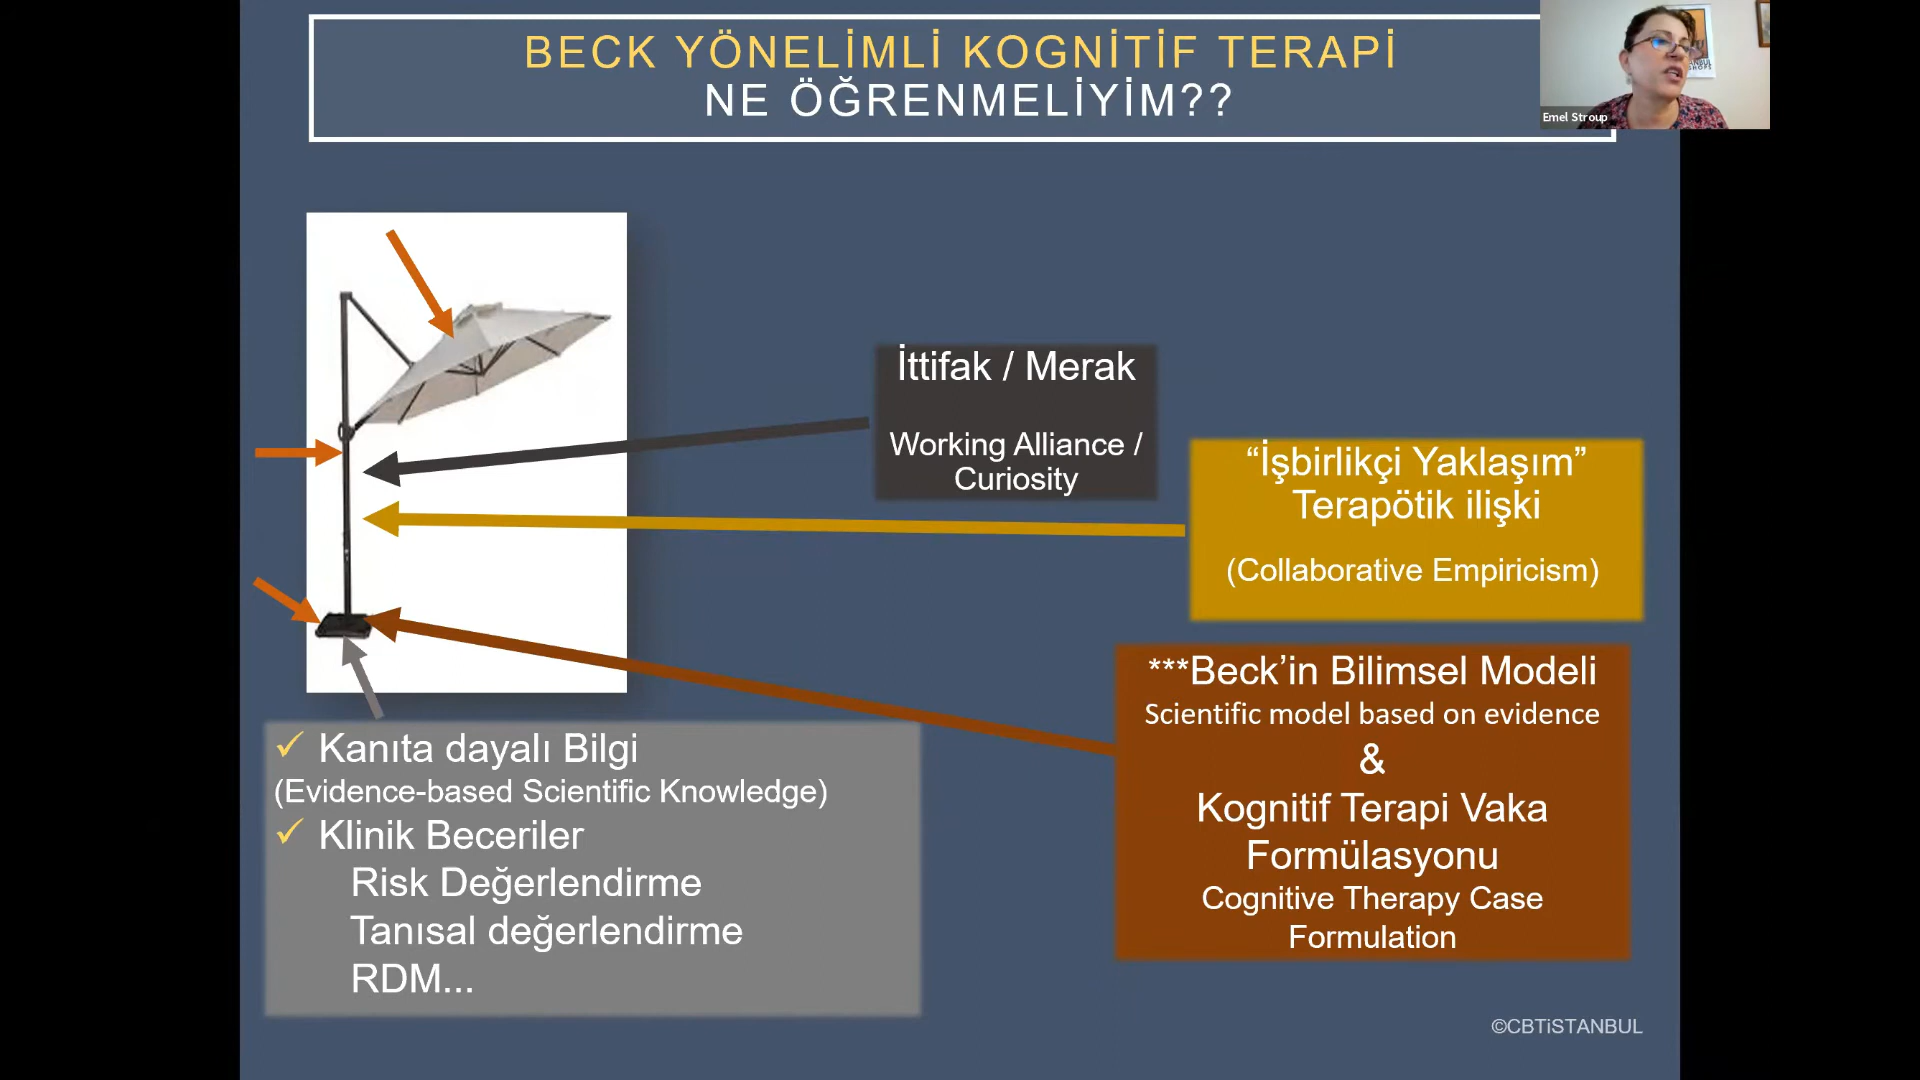 BECK YÖNELİMLİ KOGNİTİF TERAPİ
NE ÖĞRENMELİYİM??
Emel Stroup
İttifak / Merak
Working Alliance /
Curiosity
“İşbirlikçi Yaklaşım”
Terapötik ilişki
(Collaborative Empiricism)
***Beck’in Bilimsel Modeli
Scientific model based on evidence
&
Kognitif Terapi Vaka
Formülasyonu
Cognitive Therapy Case
Formulation
✓ Kanıta dayalı Bilgi
(Evidence-based Scientific Knowledge)
✓ Klinik Beceriler
Risk Değerlendirme
Tanısal değerlendirme
RDM...
©CBTiSTANBUL